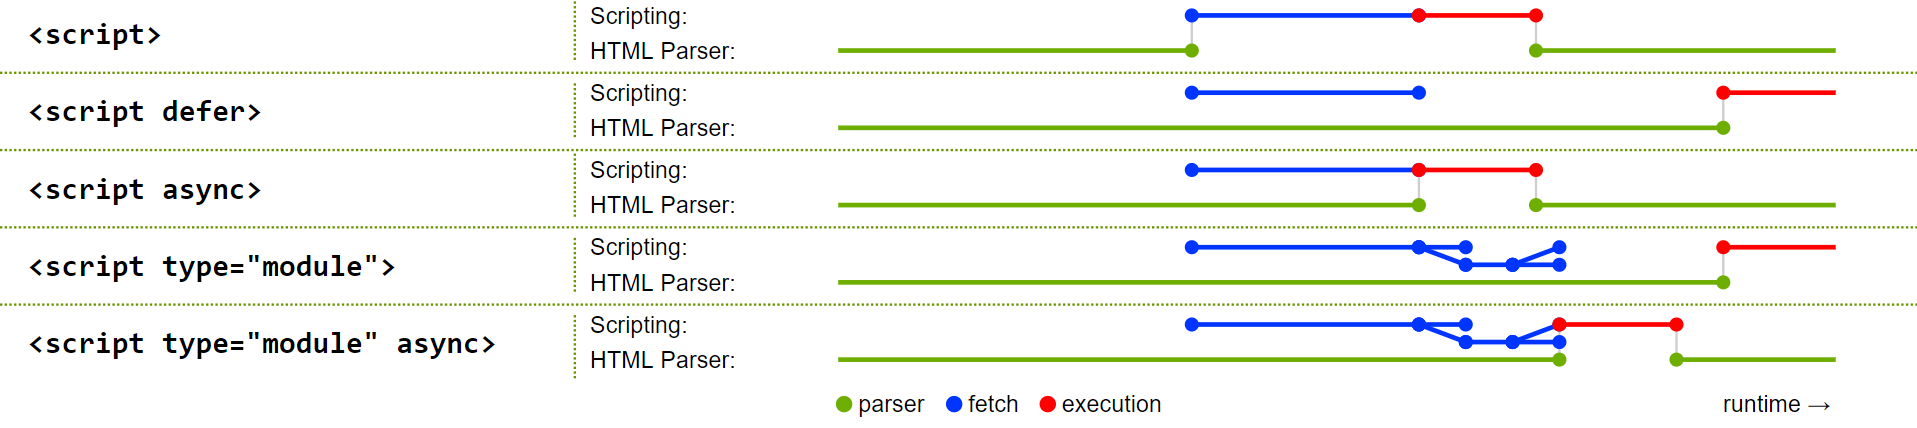 <script>
Scripting:
HTML Parser:
<script defer>
Scripting:
HTML Parser:
<script async>
Scripting:
HTML Parser:
<script type="module">
Scripting:
HTML Parser:
<script type="module" async>
Scripting:
HTML Parser:
parser fetch execution runtime →